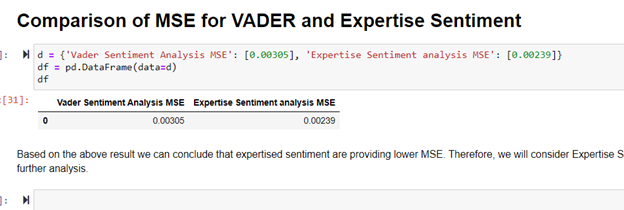 Comparison of MSE for VADER and Expertise Sentiment
]: d = {'Vader Sentiment Analysis MSE': [0.00305], 'Expertise Sentiment analysis MSE': [0.00239]}
df = pd.DataFrame(data=d)
df
[31]:
Vader Sentiment Analysis MSE Expertise Sentiment analysis MSE
0 0.00305 0.00239
Based on the above result we can conclude that expertised sentiment are providing lower MSE. Therefore, we will consider Expertise S
further analysis.
]: